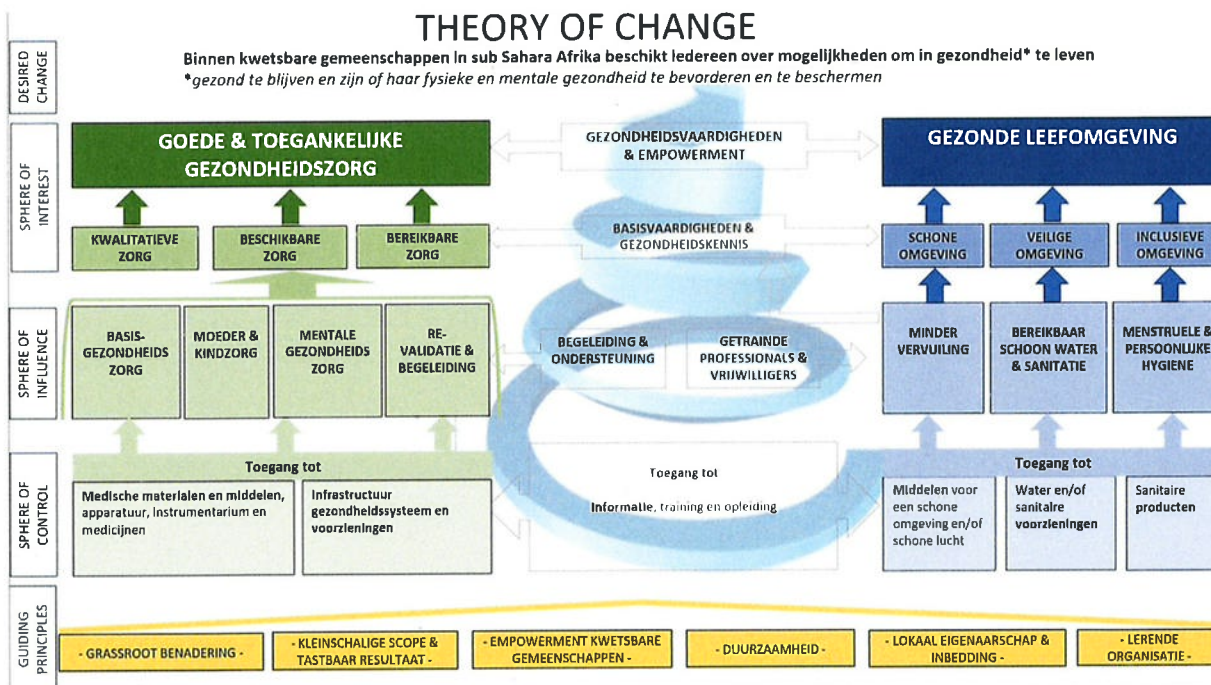 THEORY OF CHANGE
DESIRED
CHANGE
Binnen kwetsbare gemeenschappen in sub Sahara Afrika beschikt iedereen over mogelijkheden om in gezondheid* te leven
*gezond te blijven en zijn of haar fysieke en mentale gezondheid te bevorderen en te beschermen
SPHERE OF
INTEREST
GOEDE & TOEGANKELIJKE
GEZONDHEIDSZORG
GEZONDHEIDSVAARDIGHEDEN
& EMPOWERMENT
GEZONDE LEEFOMGEVING
KWALITATIEVE
ZORG
BESCHIKBARE
ZORG
BEREIKBARE
ZORG
BASISVAARDIGHEDEN &
GEZONDHEIDSKENNIS
SCHONE
OMGEVING
VEILIGE
OMGEVING
INCLUSIEVE
OMGEVING
SPHERE OF
INFLUENCE
BASIS-
GEZONDHEIDS
ZORG
MOEDER &
KINDZORG
MENTALE
GEZONDHEIDS
ZORG
RE-
VALIDATIE &
BEGELEIDING
BEGELEIDING &
ONDERSTEUNING
GETRAINDE
PROFESSIONALS &
VRIJWILLIGERS
MINDER
VERVUILING
BEREIKBAAR
SCHOON WATER
& SANITATIE
MENSTRUELE &
PERSOONLIJKE
HYGIENE
SPHERE OF
CONTROL
Toegang tot
Medische materialen en middelen,
apparatuur, instrumentarium en
medicijnen
Infrastructuur
gezondheidssysteem en
voorzieningen
Toegang tot
Informatie, training en opleiding
Toegang tot
Middelen voor
een schone
omgeving en/of
schone lucht
Water en/of
sanitaire
voorzieningen
Sanitaire
producten
GUIDING
PRINCIPLES
- GRASSROOT BENADERING -
- KLEINSCHALIGE SCOPE &
TASTBAAR RESULTAAT -
- EMPOWERMENT KWETSBARE
GEMEENSCHAPPEN -
- DUURZAAMHEID -
- LOKAAL EIGENAARSCHAP &
INBEDDING -
- LERENDE
ORGANISATIE -